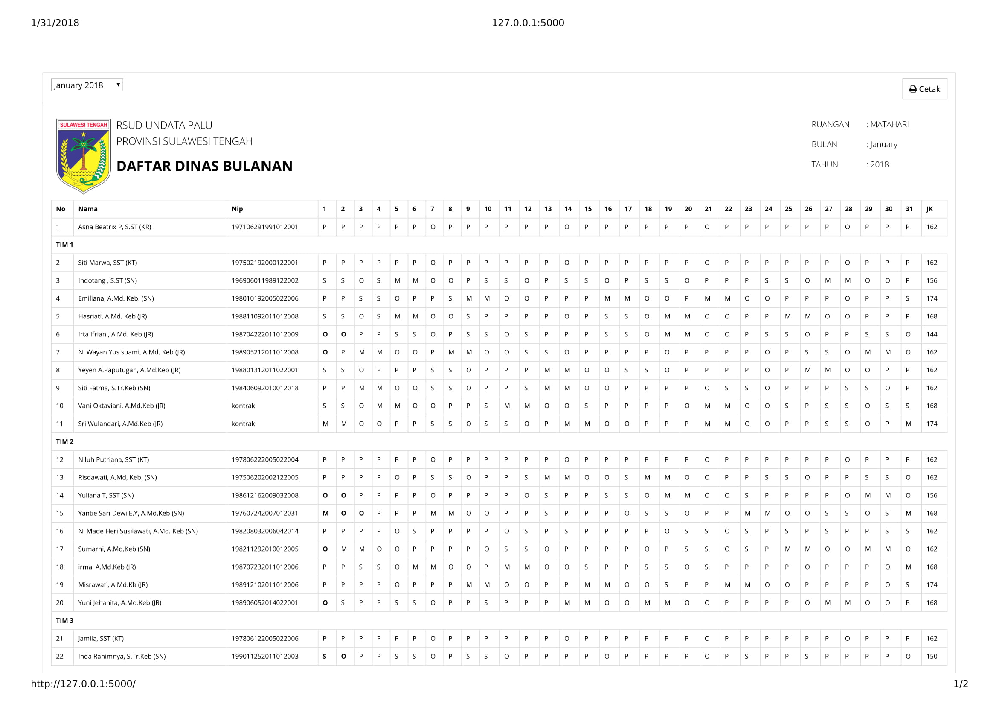 1/31/2018 127.0.0.1:5000
January 2018 Cetak
SULAWESI TENGAH
RSUD UNDATA PALU
PROVINSI SULAWESI TENGAH
DAFTAR DINAS BULANAN
RUANGAN : MATAHARI
BULAN : January
TAHUN : 2018
No Nama Nip 1 2 3 4 5 6 7 8 9 10 11 12 13 14 15 16 17 18 19 20 21 22 23 24 25 26 27 28 29 30 31 JK
1 Asna Beatrix P, S.ST (KR) 197106291991012001 P P P P P P O P P P P P P O P P P P P P O P P P P P P O P P P 162
TIM 1
2 Siti Marwa, SST (KT) 197502192000122001 P P P P P P O P P P P P P O P P P P P P O P P P P P P O P P P 162
3 Indotang , S.ST (SN) 196906011989122002 S S O S M M O O P S S O P S S O P S S O P P P S S O M M O O P 156
4 Emiliana, A.Md. Keb. (SN) 198010192005022006 P P S S O P P S M M O O P P P M M O O P M M O O P P P O P P S 174
5 Hasriati, A.Md. Keb (JR) 198811092011012008 S S O S M M O O S P P P P O P S S O M M O O P P M M O O P P P 168
6 Irta Ifriani, A.Md. Keb (JR) 198704222011012009 O O P P S S O P S S O S P P P S S O M M O O P S S O P P S S O 144
7 Ni Wayan Yus suami, A.Md. Keb (JR) 198905212011012008 O P M M O O P M M O O S S O P P P P O P P P P O P S S O M M O 162
8 Yeyen A.Paputugan, A.Md.Keb (JR) 198801312011022001 S S O P P P S S O P P P M M O O S S O P P P P O P M M O O P P 162
9 Siti Fatma, S.Tr.Keb (SN) 198406092010012018 P P M M O O S S O P P S M M O O P P P P O S S O P P P S S O P 162
10 Vani Oktaviani, A.Md.Keb (JR) kontrak S S O M M O O P P S M M O O S P P P P O M M O O S P S S O S S 168
11 Sri Wulandari, A.Md.Keb (JR) kontrak M M O O P P S S O S S O P M M O O P P P M M O O P P S S O P M 174
TIM 2
12 Niluh Putriana, SST (KT) 197806222005022004 P P P P P P O P P P P P P O P P P P P P O P P P P P P O P P P 162
13 Risdawati, A.Md, Keb. (SN) 197506202002122005 P P P P O P S S O P P S M M O O S M M O O P P S S O P P S S O 162
14 Yuliana T, SST (SN) 198612162009032008 O O P P P P O P P P P O S P P S S O M M O O S P P P P O M M O 156
15 Yantie Sari Dewi E.Y, A.Md.Keb (SN) 197607242007012031 M O O P P P M M O O P P S P P P O S S O P P M M O O S S O S M 168
16 Ni Made Heri Susilawati, A.Md. Keb (SN) 198208032006042014 P P P P O S P P P P O S P S P P P P O S S O S P S P S P P S S 162
17 Sumarni, A.Md.Keb (SN) 198211292010012005 O M M O O P P P P O S S O P P P P O P S S O S P M M O O M M O 162
18 irma, A.Md.Keb (JR) 198707232011012006 P P S S O M M O O P M M O O S P P S S O S P P P P O P P P O M 168
19 Misrawati, A.Md.Kb (JR) 198912102011012006 P P P P O P P P M M O O P P M M O O S P P M M O O P P P P O S 174
20 Yuni Jehanita, A.Md.Keb (JR) 198906052014022001 O S P P S S O P P S P P P M M O O M M O O P P P P O M M O O P 168
TIM 3
21 Jamila, SST (KT) 197806122005022006 P P P P P P O P P P P P P O P P P P P P O P P P P P P O P P P 162
22 Inda Rahimnya, S.Tr.Keb (SN) 199011252011012003 S O P P S S O P S S O P P P P O P P P P O P S P P S P P P P O 150
http://127.0.0.1:5000/ 1/2